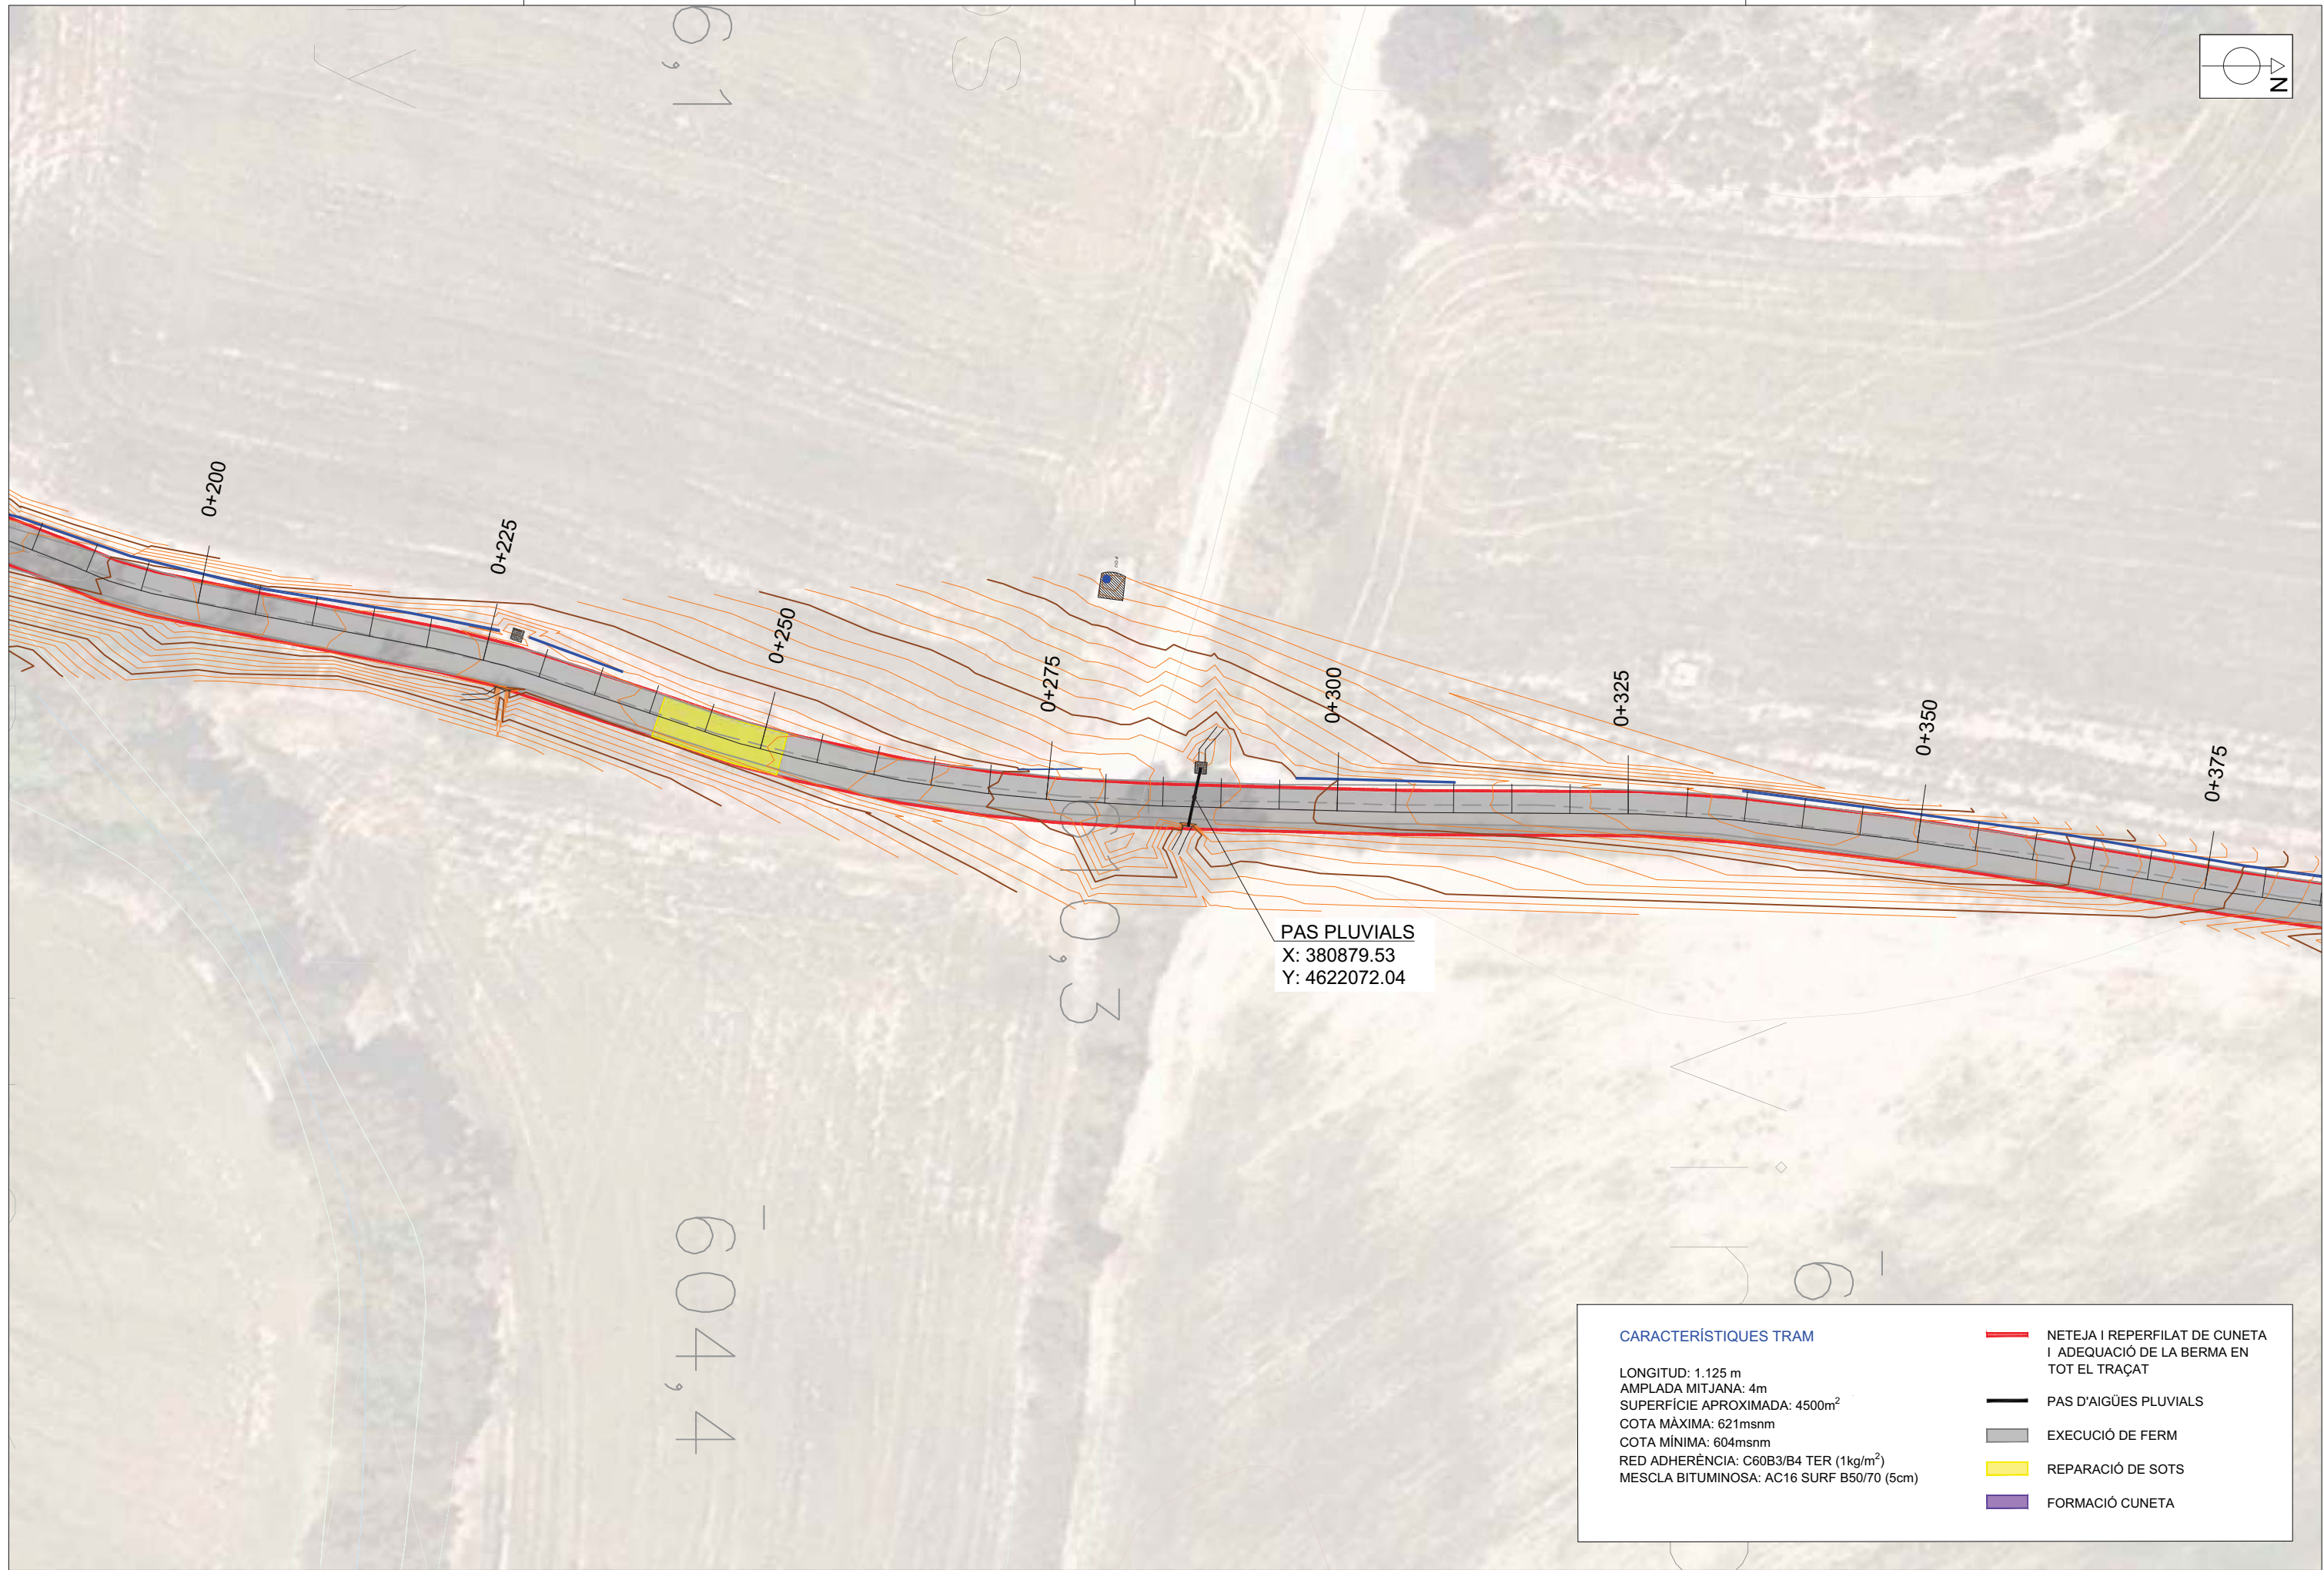 6,1
S
N
0+200
0+225
0+250
0+275
0+300
0+325
0+350
0+375
PAS PLUVIALS
X: 380879.53
Y: 4622072.04
604,4
6
CARACTERÍSTIQUES TRAM
LONGITUD: 1.125 m
AMPLADA MITJANA: 4m
SUPERFÍCIE APROXIMADA: 4500m²
COTA MÀXIMA: 621msnm
COTA MÍNIMA: 604msnm
RED ADHERÈNCIA: C60B3/B4 TER (1kg/m²)
MESCLA BITUMINOSA: AC16 SURF B50/70 (5cm)
NETEJA I REPERFILAT DE CUNETA
I ADEQUACIÓ DE LA BERMA EN
TOT EL TRAÇAT
PAS D'AIGÜES PLUVIALS
EXECUCIÓ DE FERM
REPARACIÓ DE SOTS
FORMACIÓ CUNETA